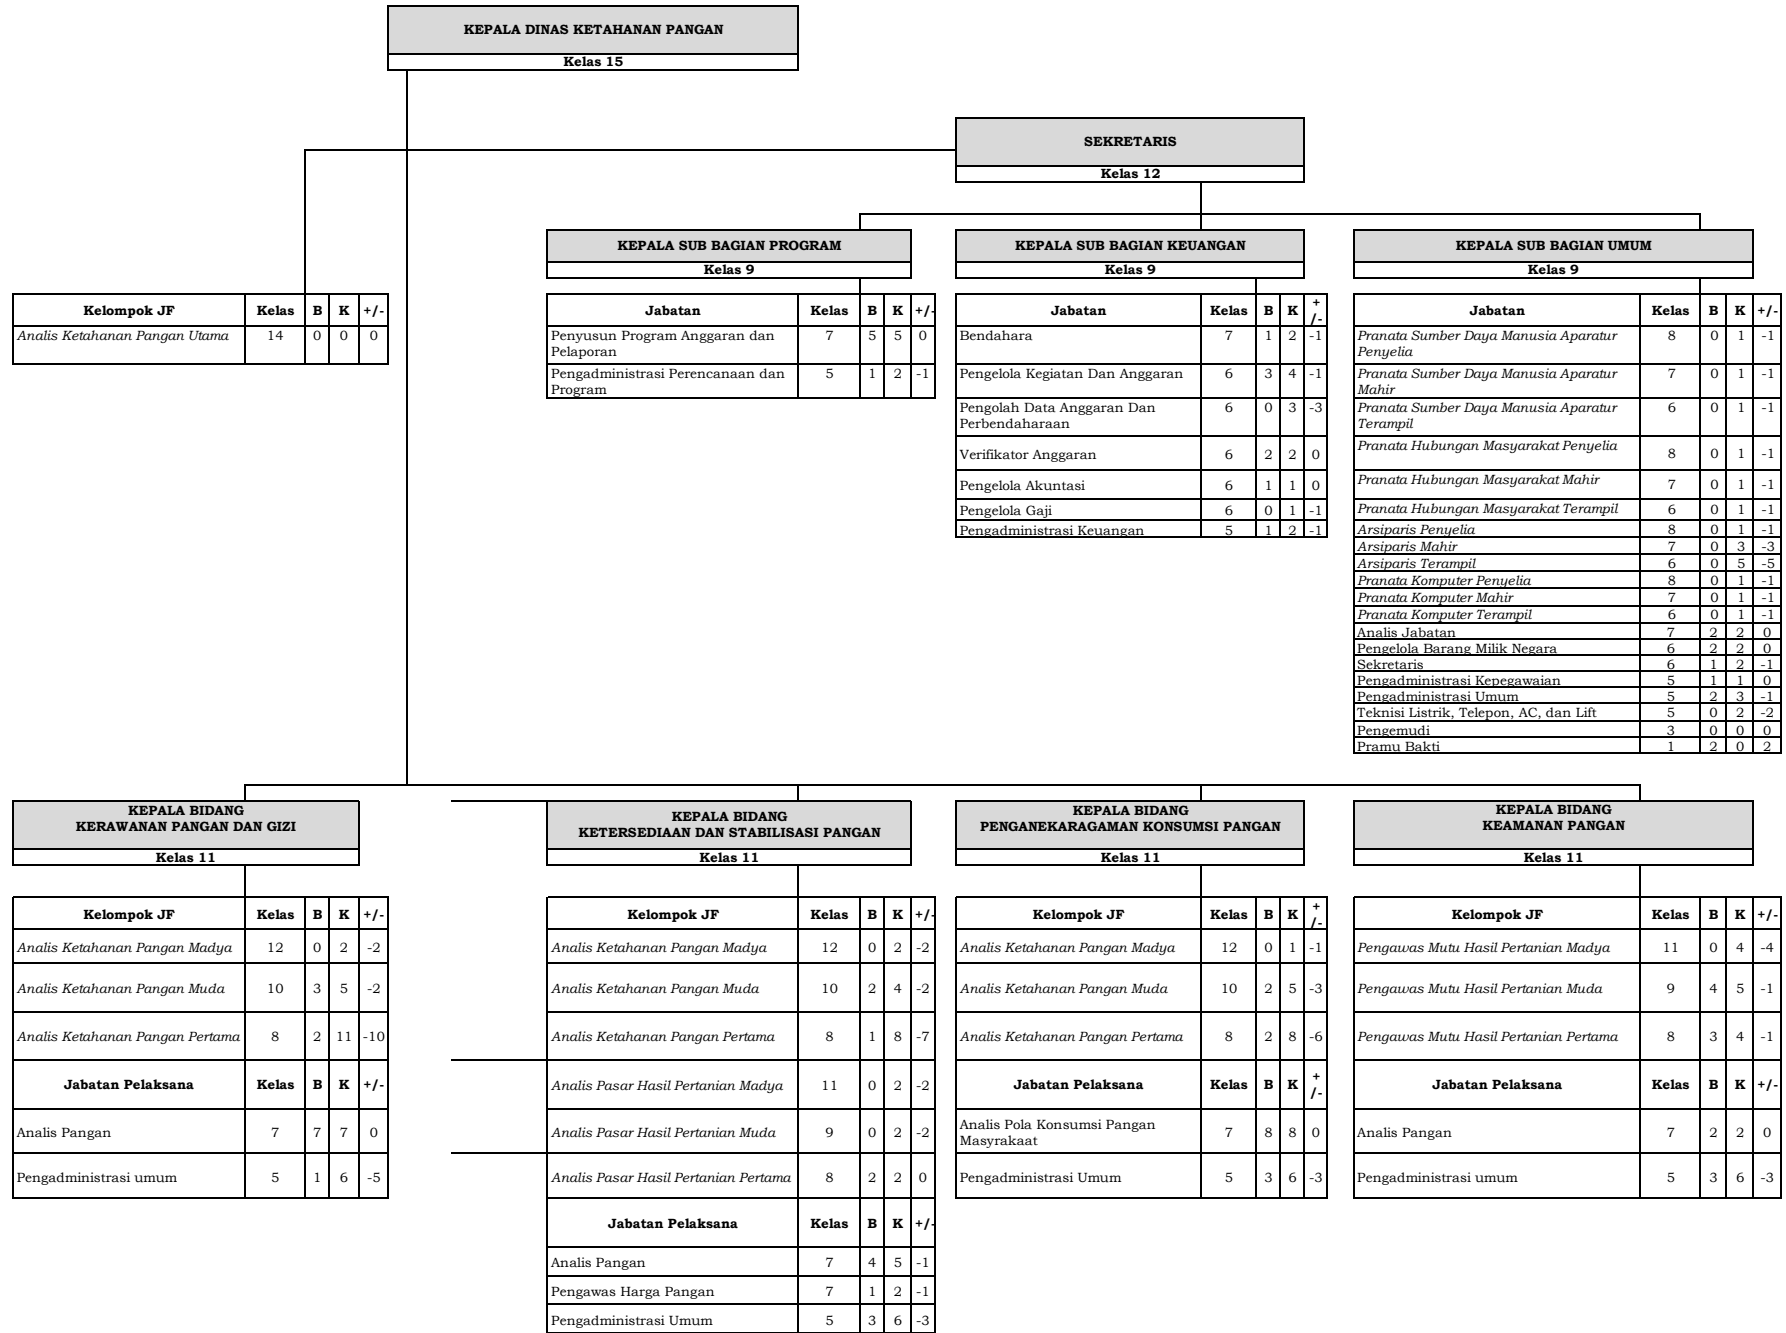 KEPALA DINAS KETAHANAN PANGAN
Kelas 15
SEKRETARIS
Kelas 12
KEPALA SUB BAGIAN PROGRAM
Kelas 9
KEPALA SUB BAGIAN KEUANGAN
Kelas 9
KEPALA SUB BAGIAN UMUM
Kelas 9
Kelompok JF Kelas B K +/-
Analis Ketahanan Pangan Utama 14 0 0 0
Jabatan Kelas B K +/-
Penyusun Program Anggaran dan 7 5 5 0
Pelaporan
Pengadministrasi Perencanaan dan 5 1 2 -1
Program
Jabatan Kelas B K +
/-
Bendahara 7 1 2 -1
Pengelola Kegiatan Dan Anggaran 6 3 4 -1
Pengolah Data Anggaran Dan 6 0 3 -3
Perbendaharaan
Verifikator Anggaran 6 2 2 0
Pengelola Akuntasi 6 1 1 0
Pengelola Gaji 6 0 1 -1
Pengadministrasi Keuangan 5 1 2 -1
Jabatan Kelas B K +/-
Pranata Sumber Daya Manusia Aparatur 8 0 1 -1
Penyelia
Pranata Sumber Daya Manusia Aparatur 7 0 1 -1
Mahir
Pranata Sumber Daya Manusia Aparatur 6 0 1 -1
Terampil
Pranata Hubungan Masyarakat Penyelia 8 0 1 -1
Pranata Hubungan Masyarakat Mahir 7 0 1 -1
Pranata Hubungan Masyarakat Terampil 6 0 1 -1
Arsiparis Penyelia 8 0 1 -1
Arsiparis Mahir 7 0 3 -3
Arsiparis Terampil 6 0 5 -5
Pranata Komputer Penyelia 8 0 1 -1
Pranata Komputer Mahir 7 0 1 -1
Pranata Komputer Terampil 6 0 1 -1
Analis Jabatan 7 2 2 0
Pengelola Barang Milik Negara 6 2 2 0
Sekretaris 6 1 2 -1
Pengadministrasi Kepegawaian 5 1 1 0
Pengadministrasi Umum 5 2 3 -1
Teknisi Listrik, Telepon, AC, dan Lift 5 0 2 -2
Pengemudi 3 0 0 0
Pramu Bakti 1 2 0 2
KEPALA BIDANG
KERAWANAN PANGAN DAN GIZI
Kelas 11
Kelompok JF Kelas B K +/-
Analis Ketahanan Pangan Madya 12 0 2 -2
Analis Ketahanan Pangan Muda 10 3 5 -2
Analis Ketahanan Pangan Pertama 8 2 11 -10
Jabatan Pelaksana Kelas B K +/-
Analis Pangan 7 7 7 0
Pengadministrasi umum 5 1 6 -5
KEPALA BIDANG
KETERSEDIAAN DAN STABILISASI PANGAN
Kelas 11
Kelompok JF Kelas B K +/-
Analis Ketahanan Pangan Madya 12 0 2 -2
Analis Ketahanan Pangan Muda 10 2 4 -2
Analis Ketahanan Pangan Pertama 8 1 8 -7
Analis Pasar Hasil Pertanian Madya 11 0 2 -2
Analis Pasar Hasil Pertanian Muda 9 0 2 -2
Analis Pasar Hasil Pertanian Pertama 8 2 2 0
Jabatan Pelaksana Kelas B K +/-
Analis Pangan 7 4 5 -1
Pengawas Harga Pangan 7 1 2 -1
Pengadministrasi Umum 5 3 6 -3
KEPALA BIDANG
PENGANEKARAGAMAN KONSUMSI PANGAN
Kelas 11
Kelompok JF Kelas B K +
/-
Analis Ketahanan Pangan Madya 12 0 1 -1
Analis Ketahanan Pangan Muda 10 2 5 -3
Analis Ketahanan Pangan Pertama 8 2 8 -6
Jabatan Pelaksana Kelas B K +
/-
Analis Pola Konsumsi Pangan 7 8 8 0
Masyrakaat
Pengadministrasi Umum 5 3 6 -3
KEPALA BIDANG
KEAMANAN PANGAN
Kelas 11
Kelompok JF Kelas B K +/-
Pengawas Mutu Hasil Pertanian Madya 11 0 4 -4
Pengawas Mutu Hasil Pertanian Muda 9 4 5 -1
Pengawas Mutu Hasil Pertanian Pertama 8 3 4 -1
Jabatan Pelaksana Kelas B K +/-
Analis Pangan 7 2 2 0
Pengadministrasi umum 5 3 6 -3